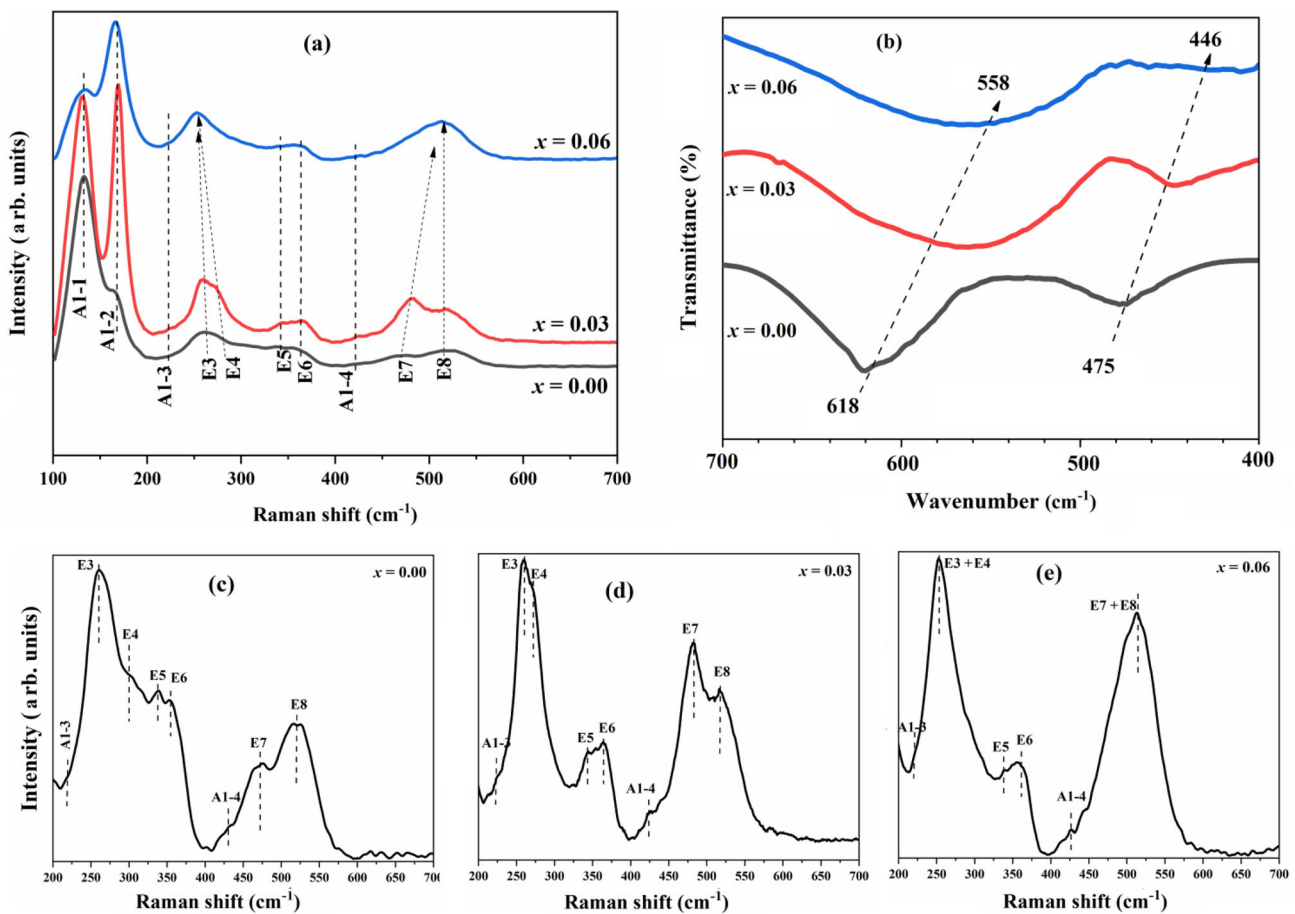 (a)
(b)
446
558
x = 0.06
x = 0.06
x = 0.03
x = 0.03
x = 0.00
x = 0.00
475
618
Intensity ( arb. units)
Transmittance (%)
A1-1
A1-2
A1-3
E3
E4
E5
E6
A1-4
E7
E8
100 200 300 400 500 600 700
Raman shift (cm-1)
700 600 500 400
Wavenumber (cm-1)
(c)
x = 0.00
E3
E4
E5
E6
E8
E7
A1-3
A1-4
Intensity ( arb. units)
200 250 300 350 400 450 500 550 600 650 700
Raman shift (cm-1)
(d)
x = 0.03
E3
E4
E7
E8
E5
E6
A1-3
A1-4
200 250 300 350 400 450 500 550 600 650 700
Raman shift (cm-1)
(e)
x = 0.06
E3 +E4
E7 +E8
A1-3
E5
E6
A1-4
200 250 300 350 400 450 500 550 600 650 700
Raman shift (cm-1)